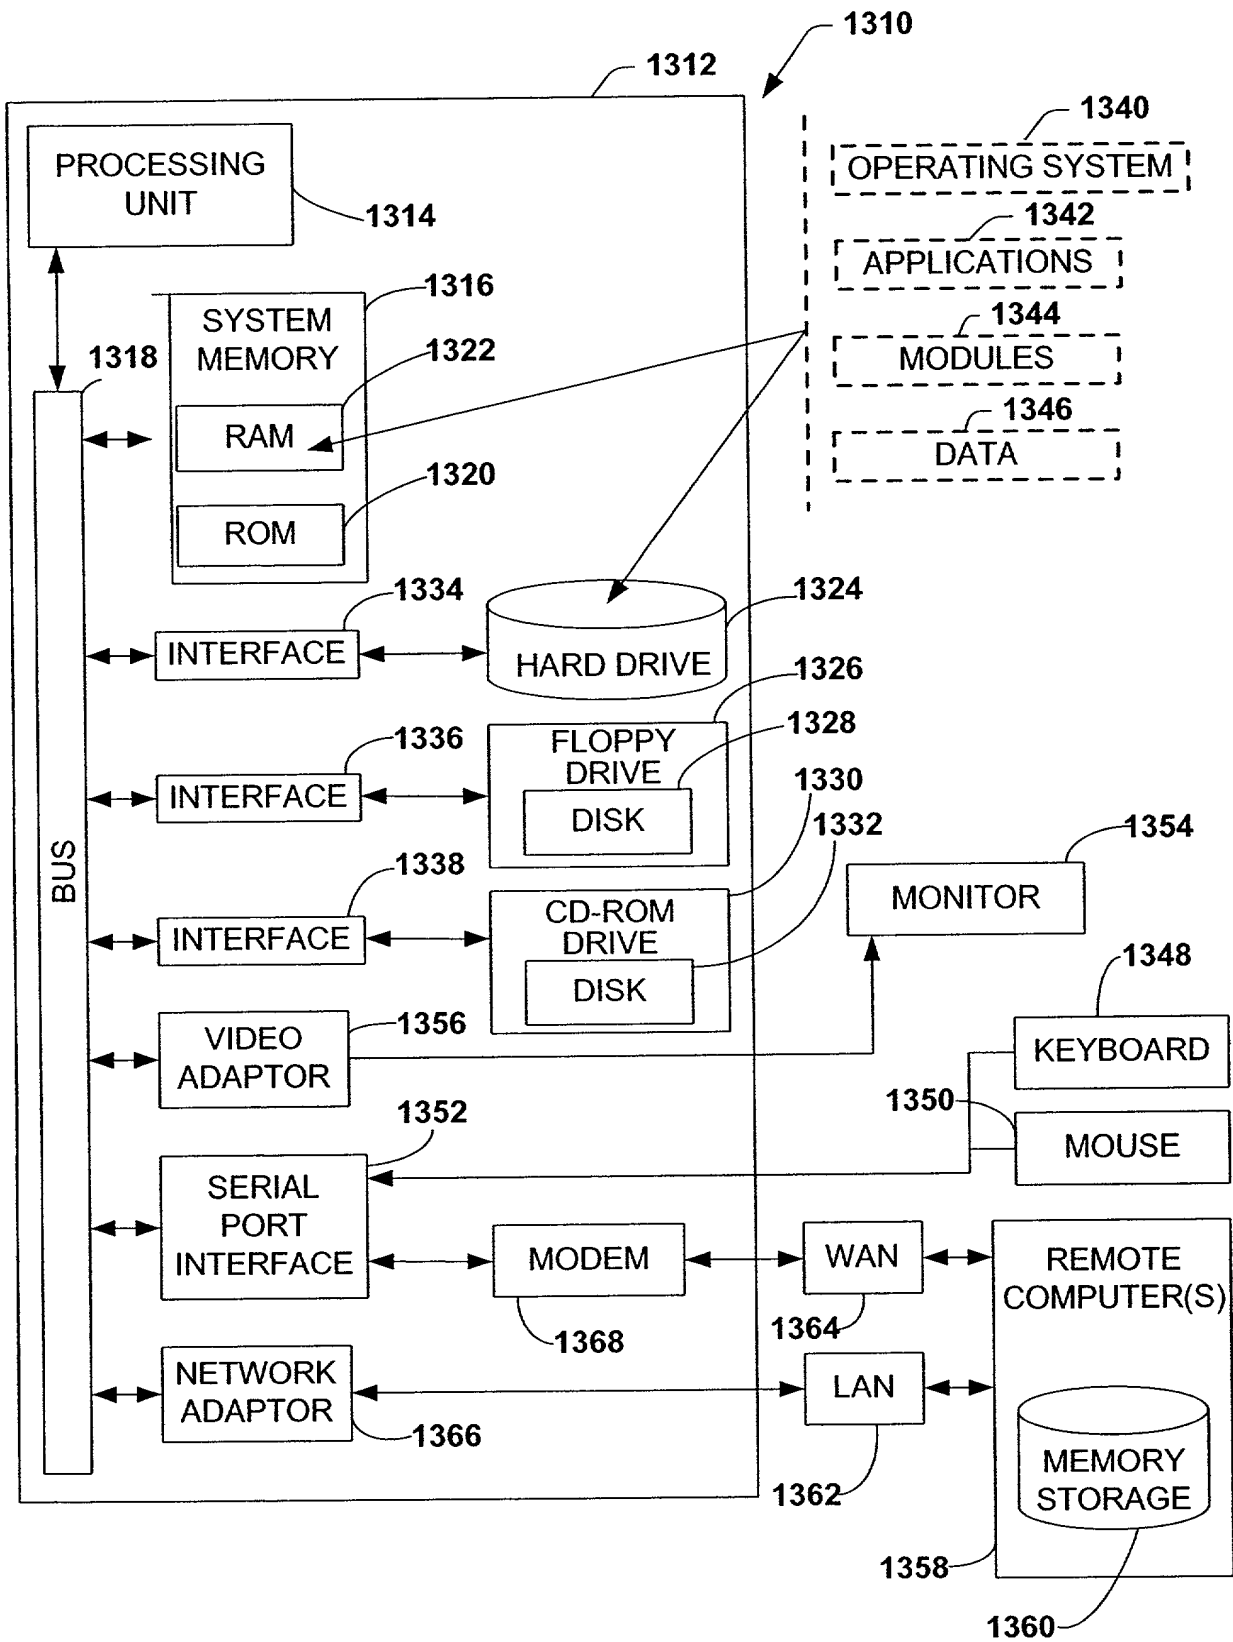 1310
1312
1340
PROCESSING
UNIT
OPERATING SYSTEM
1314
1342
APPLICATIONS
1316
SYSTEM
MEMORY
1344
1318
1322
MODULES
1346
RAM
DATA
1320
ROM
1334
1324
INTERFACE
HARD DRIVE
1326
1336
1328
FLOPPY
DRIVE
INTERFACE
1330
DISK
1332
1354
BUS
1338
MONITOR
CD-ROM
DRIVE
INTERFACE
1348
DISK
1356
VIDEO
ADAPTOR
KEYBOARD
1352
1350
MOUSE
SERIAL
PORT
INTERFACE
MODEM
WAN
REMOTE
COMPUTER(S)
1368
1364
NETWORK
ADAPTOR
LAN
1366
MEMORY
STORAGE
1362
1358
1360